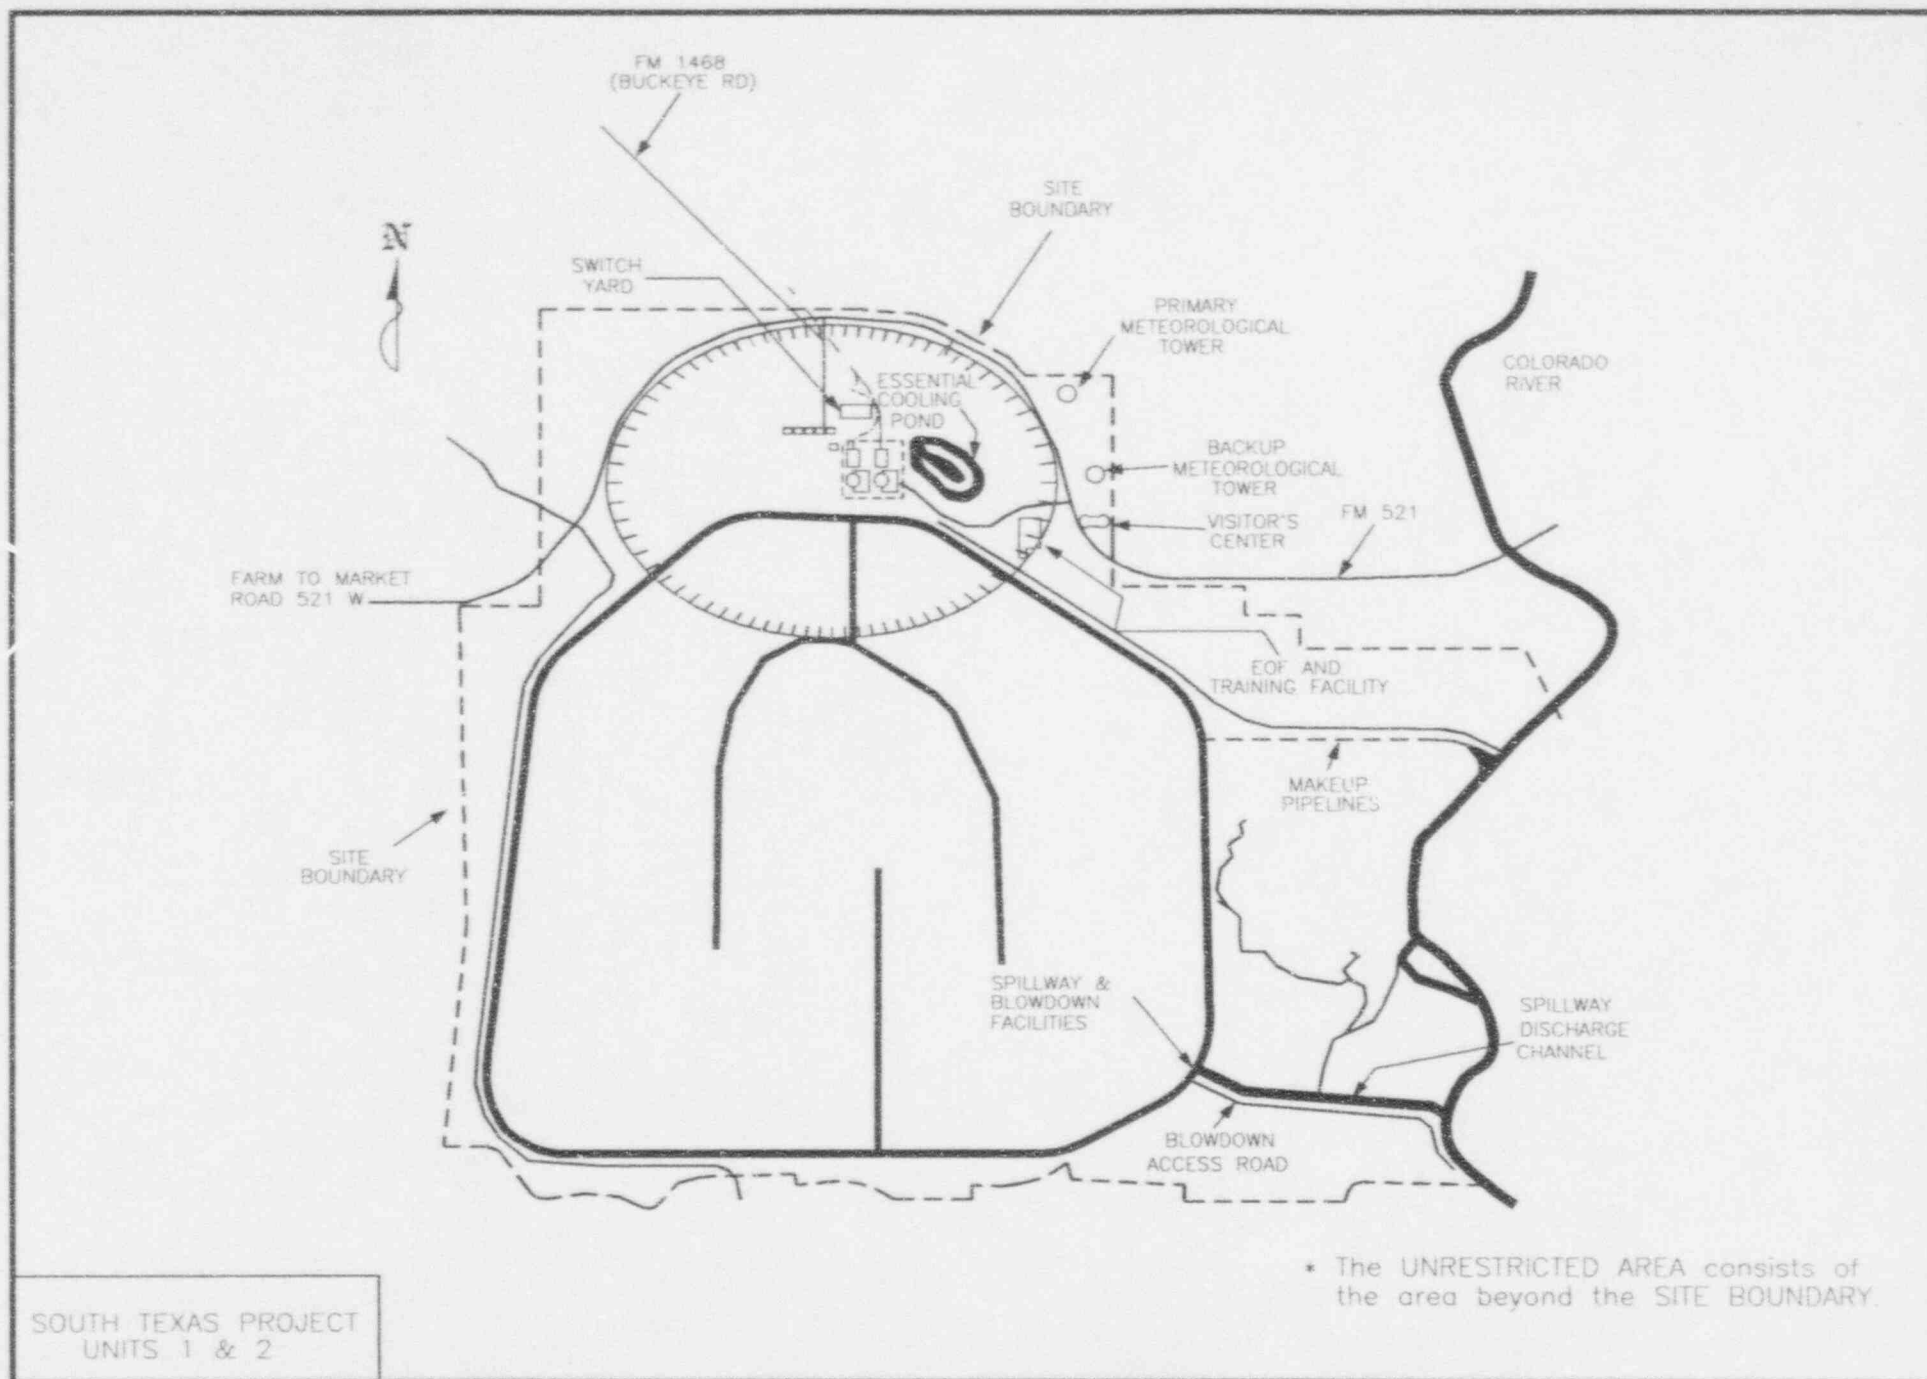 FM 1468
(BUCKEYE RD)
SITE
BOUNDARY
N
SWITCH
YARD
PRIMARY
METEOROLOGICAL
TOWER
COLORADO
RIVER
ESSENTIAL
COOLING
POND
BACKUP
METEOROLOGICAL
TOWER
FM 521
VISITOR'S
CENTER
FARM TO MARKET
ROAD 521 W
EOF AND
TRAINING FACILITY
MAKEUP
PIPELINES
SITE
BOUNDARY
SPILLWAY &
BLOWDOWN
FACILITIES
SPILLWAY
DISCHARGE
CHANNEL
BLOWDOWN
ACCESS ROAD
* The UNRESTRICTED AREA consists of
the area beyond the SITE BOUNDARY.
SOUTH TEXAS PROJECT
UNITS 1 & 2